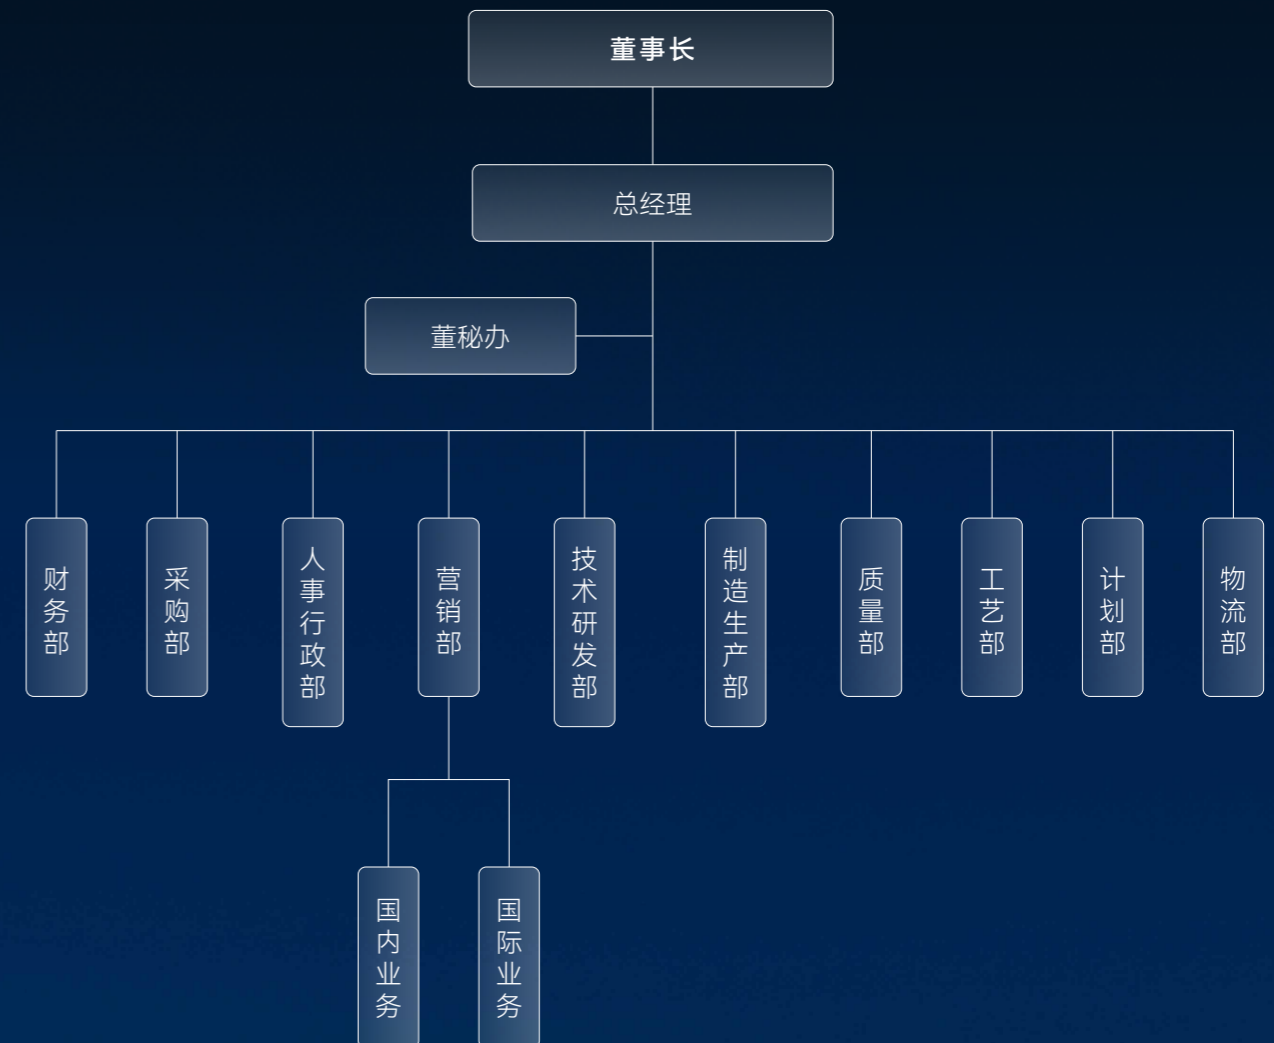 董事长
总经理
董秘办
财务部
采购部
人事行政部
营销部
技术研发部
制造生产部
质量部
工艺部
计划部
物流部
国内业务
国际业务